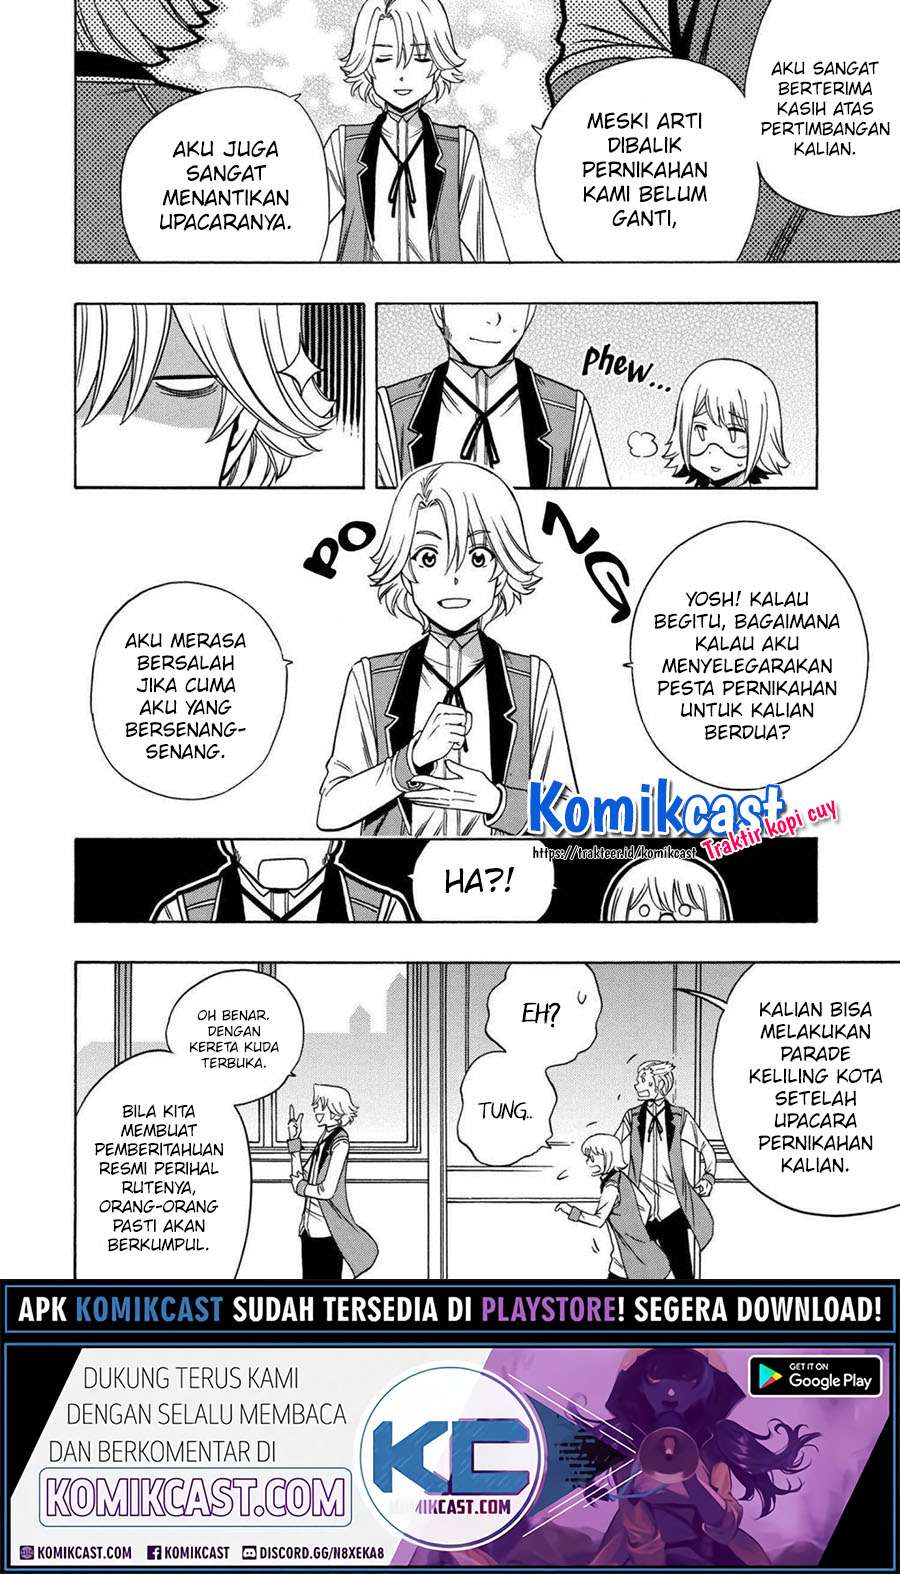 AKU SANGAT
BERTERIMA
KASIH ATAS
PERTIMBANGAN
KALIAN.
MESKI ARTI
DIBALIK
PERNIKAHAN
KAMI BELUM
GANTI,
AKU JUGA
SANGAT
MENANTIKAN
UPACARANYA.
phew...
PO
NG
YOSH! KALAU
BEGITU, BAGAIMANA
KALAU AKU
MENYELEGARAKAN
PESTA PERNIKAHAN
UNTUK KALIAN
BERDUA?
AKU MERASA
BERSALAH
JIKA CUMA
AKU YANG
BERSENANG-
SENANG.
Komikcast
Traktir kopi cuy
https://trakteer.id/komikcast
HA?!
KALIAN BISA
MELAKUKAN
PARADE
KELILING KOTA
SETELAH
UPACARA
PERNIKAHAN
KALIAN.
EH?
TUNG..
OH BENAR.
DENGAN
KERETA KUDA
TERBUKA.
BILA KITA
MEMBUAT
PEMBERITAHUAN
RESMI PERIHAL
RUTENYA,
ORANG-ORANG
PASTI AKAN
BERKUMPUL.
APK KOMIKCAST SUDAH TERSEDIA DI PLAYSTORE! SEGERA DOWNLOAD!
DUKUNG TERUS KAMI
DENGAN SELALU MEMBACA
DAN BERKOMENTAR DI
KOMIKCAST.COM
KOMIKCAST.COM
KOMIKCAST
DISCORD.GG/N8XEKA8
KC
KOMIKCAST.COM
GET IT ON
Google Play